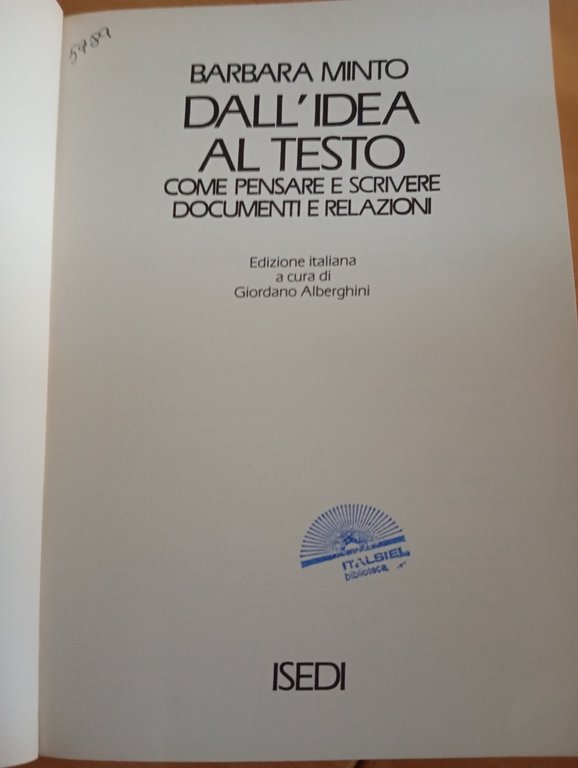 5989
BARBARA MINTO
DALL'IDEA
AL TESTO
COME PENSARE E SCRIVERE
DOCUMENTI E RELAZIONI
Edizione italiana
a cura di
Giordano Alberghini
ITALSIEL
biblioteca
ISEDI